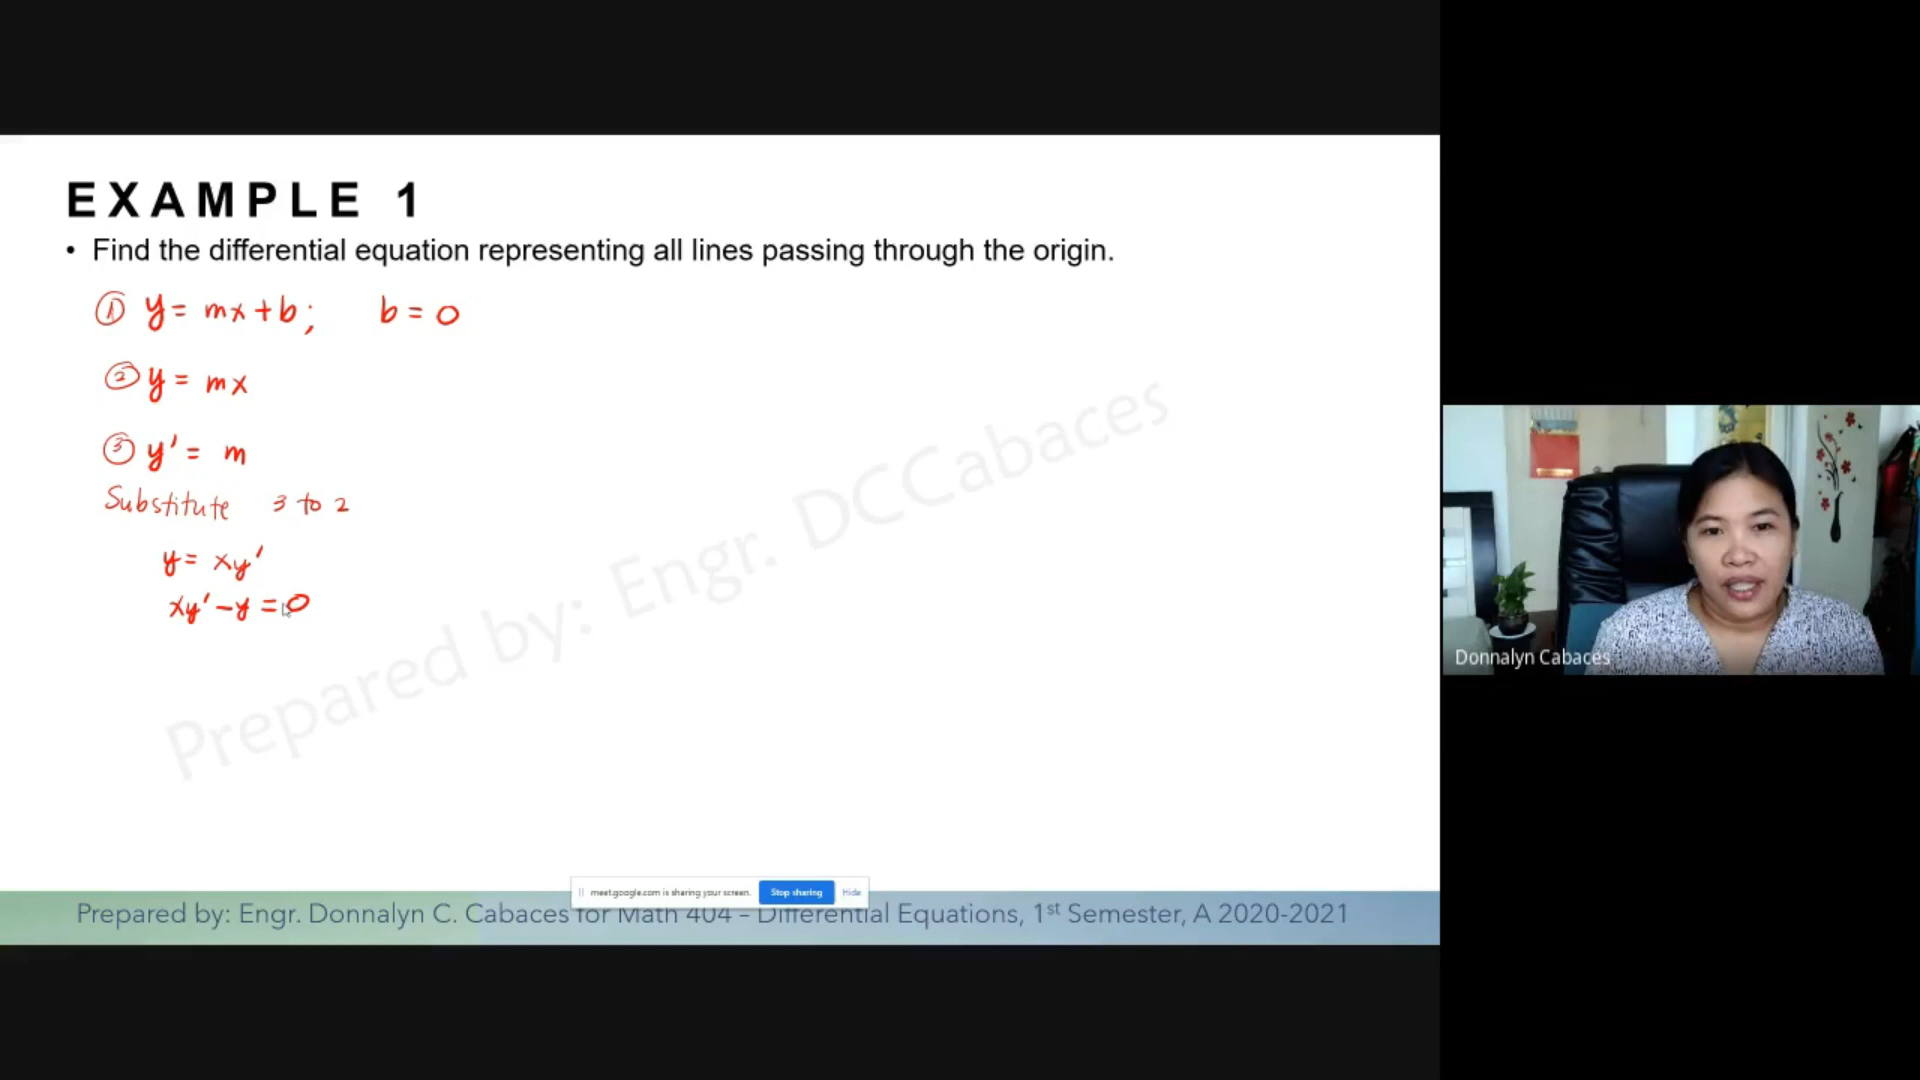 EXAMPLE 1
• Find the differential equation representing all lines passing through the origin.
① y = mx + b; b = 0
② y = mx
③ y' = m
Substitute 3 to 2
y = xy'
xy' - y = 0
Prepared by: Engr. DCCabaces
Donnalyn Cabaces
meet.google.com is sharing your screen. Stop sharing Hide
Prepared by: Engr. Donnalyn C. Cabaces for Math 404 – Differential Equations, 1st Semester, A 2020-2021